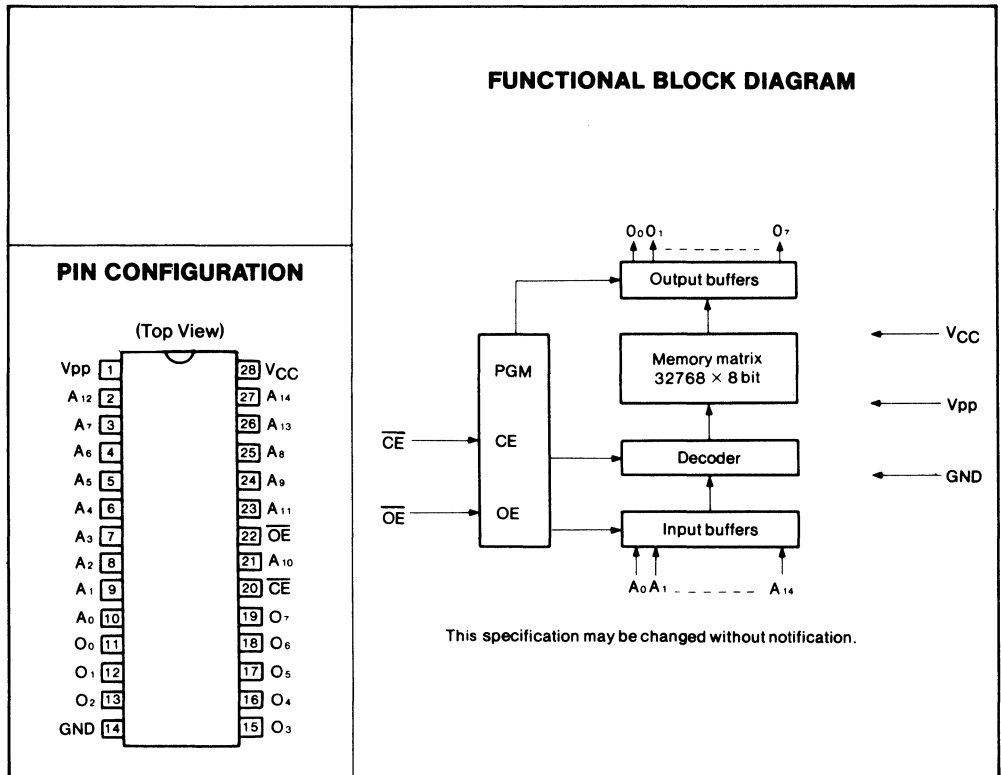 PIN CONFIGURATION
(Top View)
Vpp 1 28 VCC
A12 2 27 A14
A7 3 26 A13
A6 4 25 A8
A5 5 24 A9
A4 6 23 A11
A3 7 22 O̅E̅
A2 8 21 A10
A1 9 20 C̅E̅
A0 10 19 O7
O0 11 18 O6
O1 12 17 O5
O2 13 16 O4
GND 14 15 O3
FUNCTIONAL BLOCK DIAGRAM
O0 O1 O7
Output buffers
Memory matrix
32768 × 8 bit
Decoder
Input buffers
A0 A1 A14
PGM
C̅E̅ CE
O̅E̅ OE
VCC
Vpp
GND
This specification may be changed without notification.